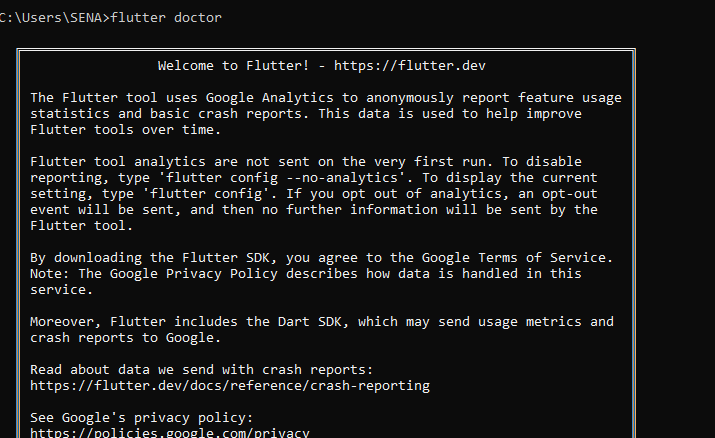 C:\Users\SENA>flutter doctor
Welcome to Flutter! - https://flutter.dev
The Flutter tool uses Google Analytics to anonymously report feature usage
statistics and basic crash reports. This data is used to help improve
Flutter tools over time.
Flutter tool analytics are not sent on the very first run. To disable
reporting, type 'flutter config --no-analytics'. To display the current
setting, type 'flutter config'. If you opt out of analytics, an opt-out
event will be sent, and then no further information will be sent by the
Flutter tool.
By downloading the Flutter SDK, you agree to the Google Terms of Service.
Note: The Google Privacy Policy describes how data is handled in this
service.
Moreover, Flutter includes the Dart SDK, which may send usage metrics and
crash reports to Google.
Read about data we send with crash reports:
https://flutter.dev/docs/reference/crash-reporting
See Google's privacy policy:
https://policies.google.com/privacy